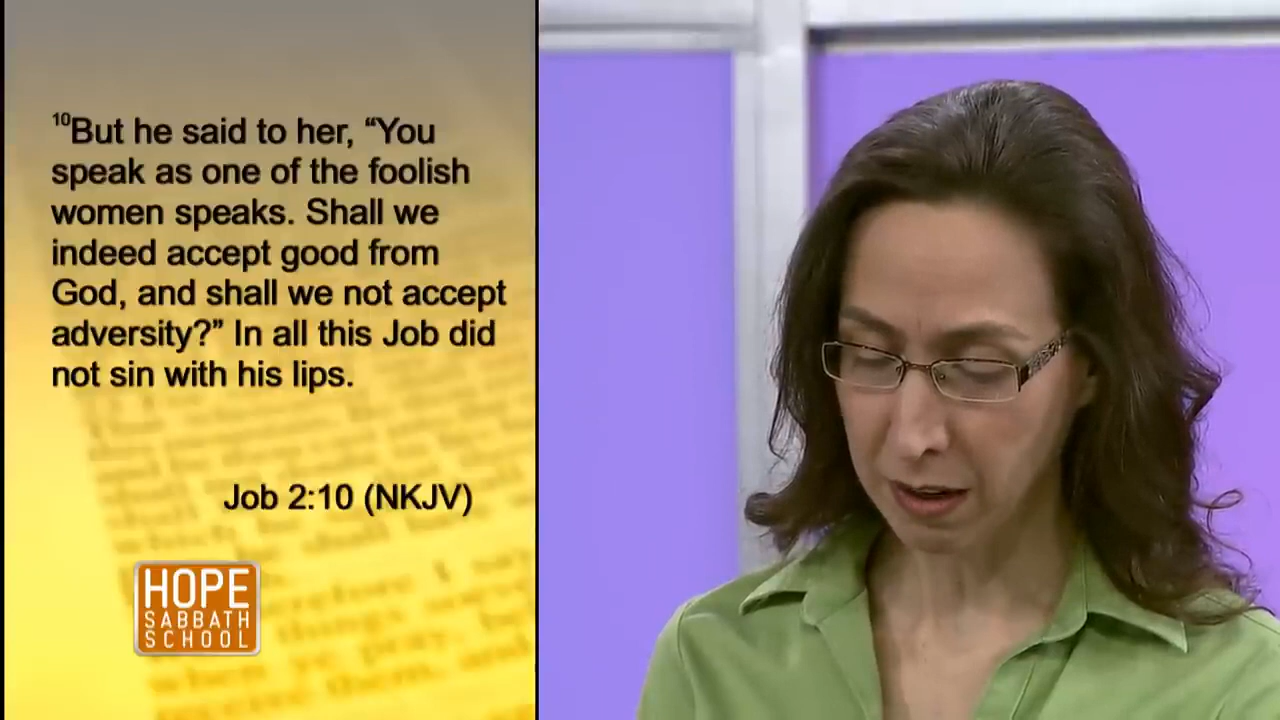 ¹⁰But he said to her, “You
speak as one of the foolish
women speaks. Shall we
indeed accept good from
God, and shall we not accept
adversity?” In all this Job did
not sin with his lips.
Job 2:10 (NKJV)
HOPE
SABBATH
SCHOOL